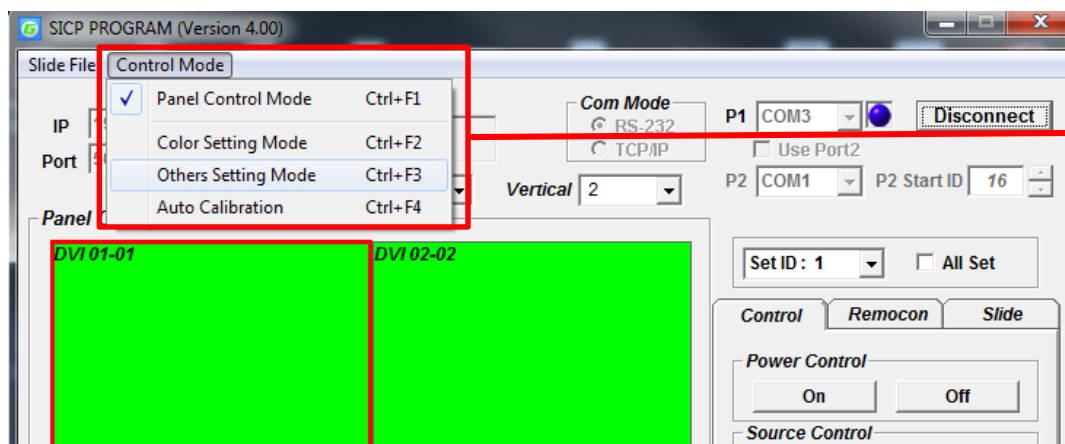 SICP PROGRAM (Version 4.00)
Slide File Control Mode
Panel Control Mode Ctrl+F1
Color Setting Mode Ctrl+F2
Others Setting Mode Ctrl+F3
Auto Calibration Ctrl+F4
IP
Port
Com Mode
RS-232
TCP/IP
P1 COM3 Disconnect
Use Port2
P2 COM1 P2 Start ID 16
Vertical 2
Panel
DVI 01-01 DVI 02-02
Set ID : 1 All Set
Control Remocon Slide
Power Control
On Off
Source Control